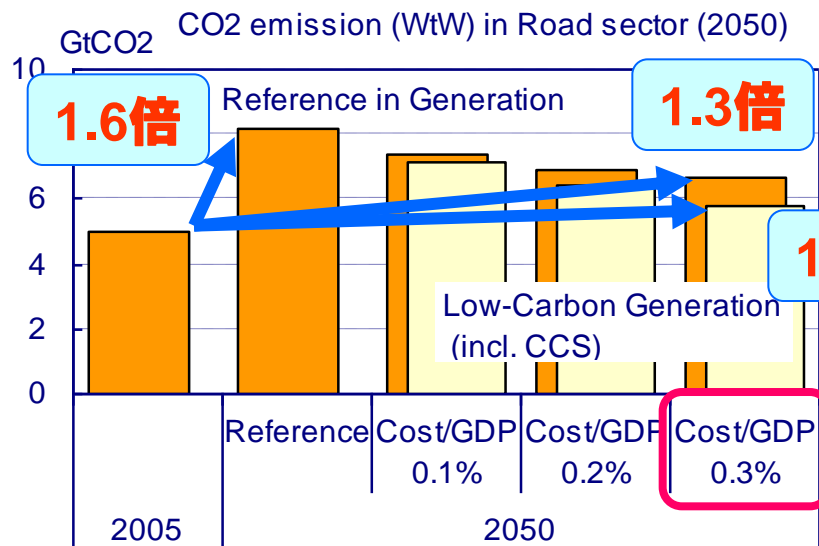 CO2 emission (WtW) in Road sector (2050)
GtCO2
10
1.6倍
Reference in Generation
1.3倍
6
4
1
Low-Carbon Generation
(incl. CCS)
2
0
Reference
Cost/GDP
0.1%
Cost/GDP
0.2%
Cost/GDP
0.3%
2005
2050